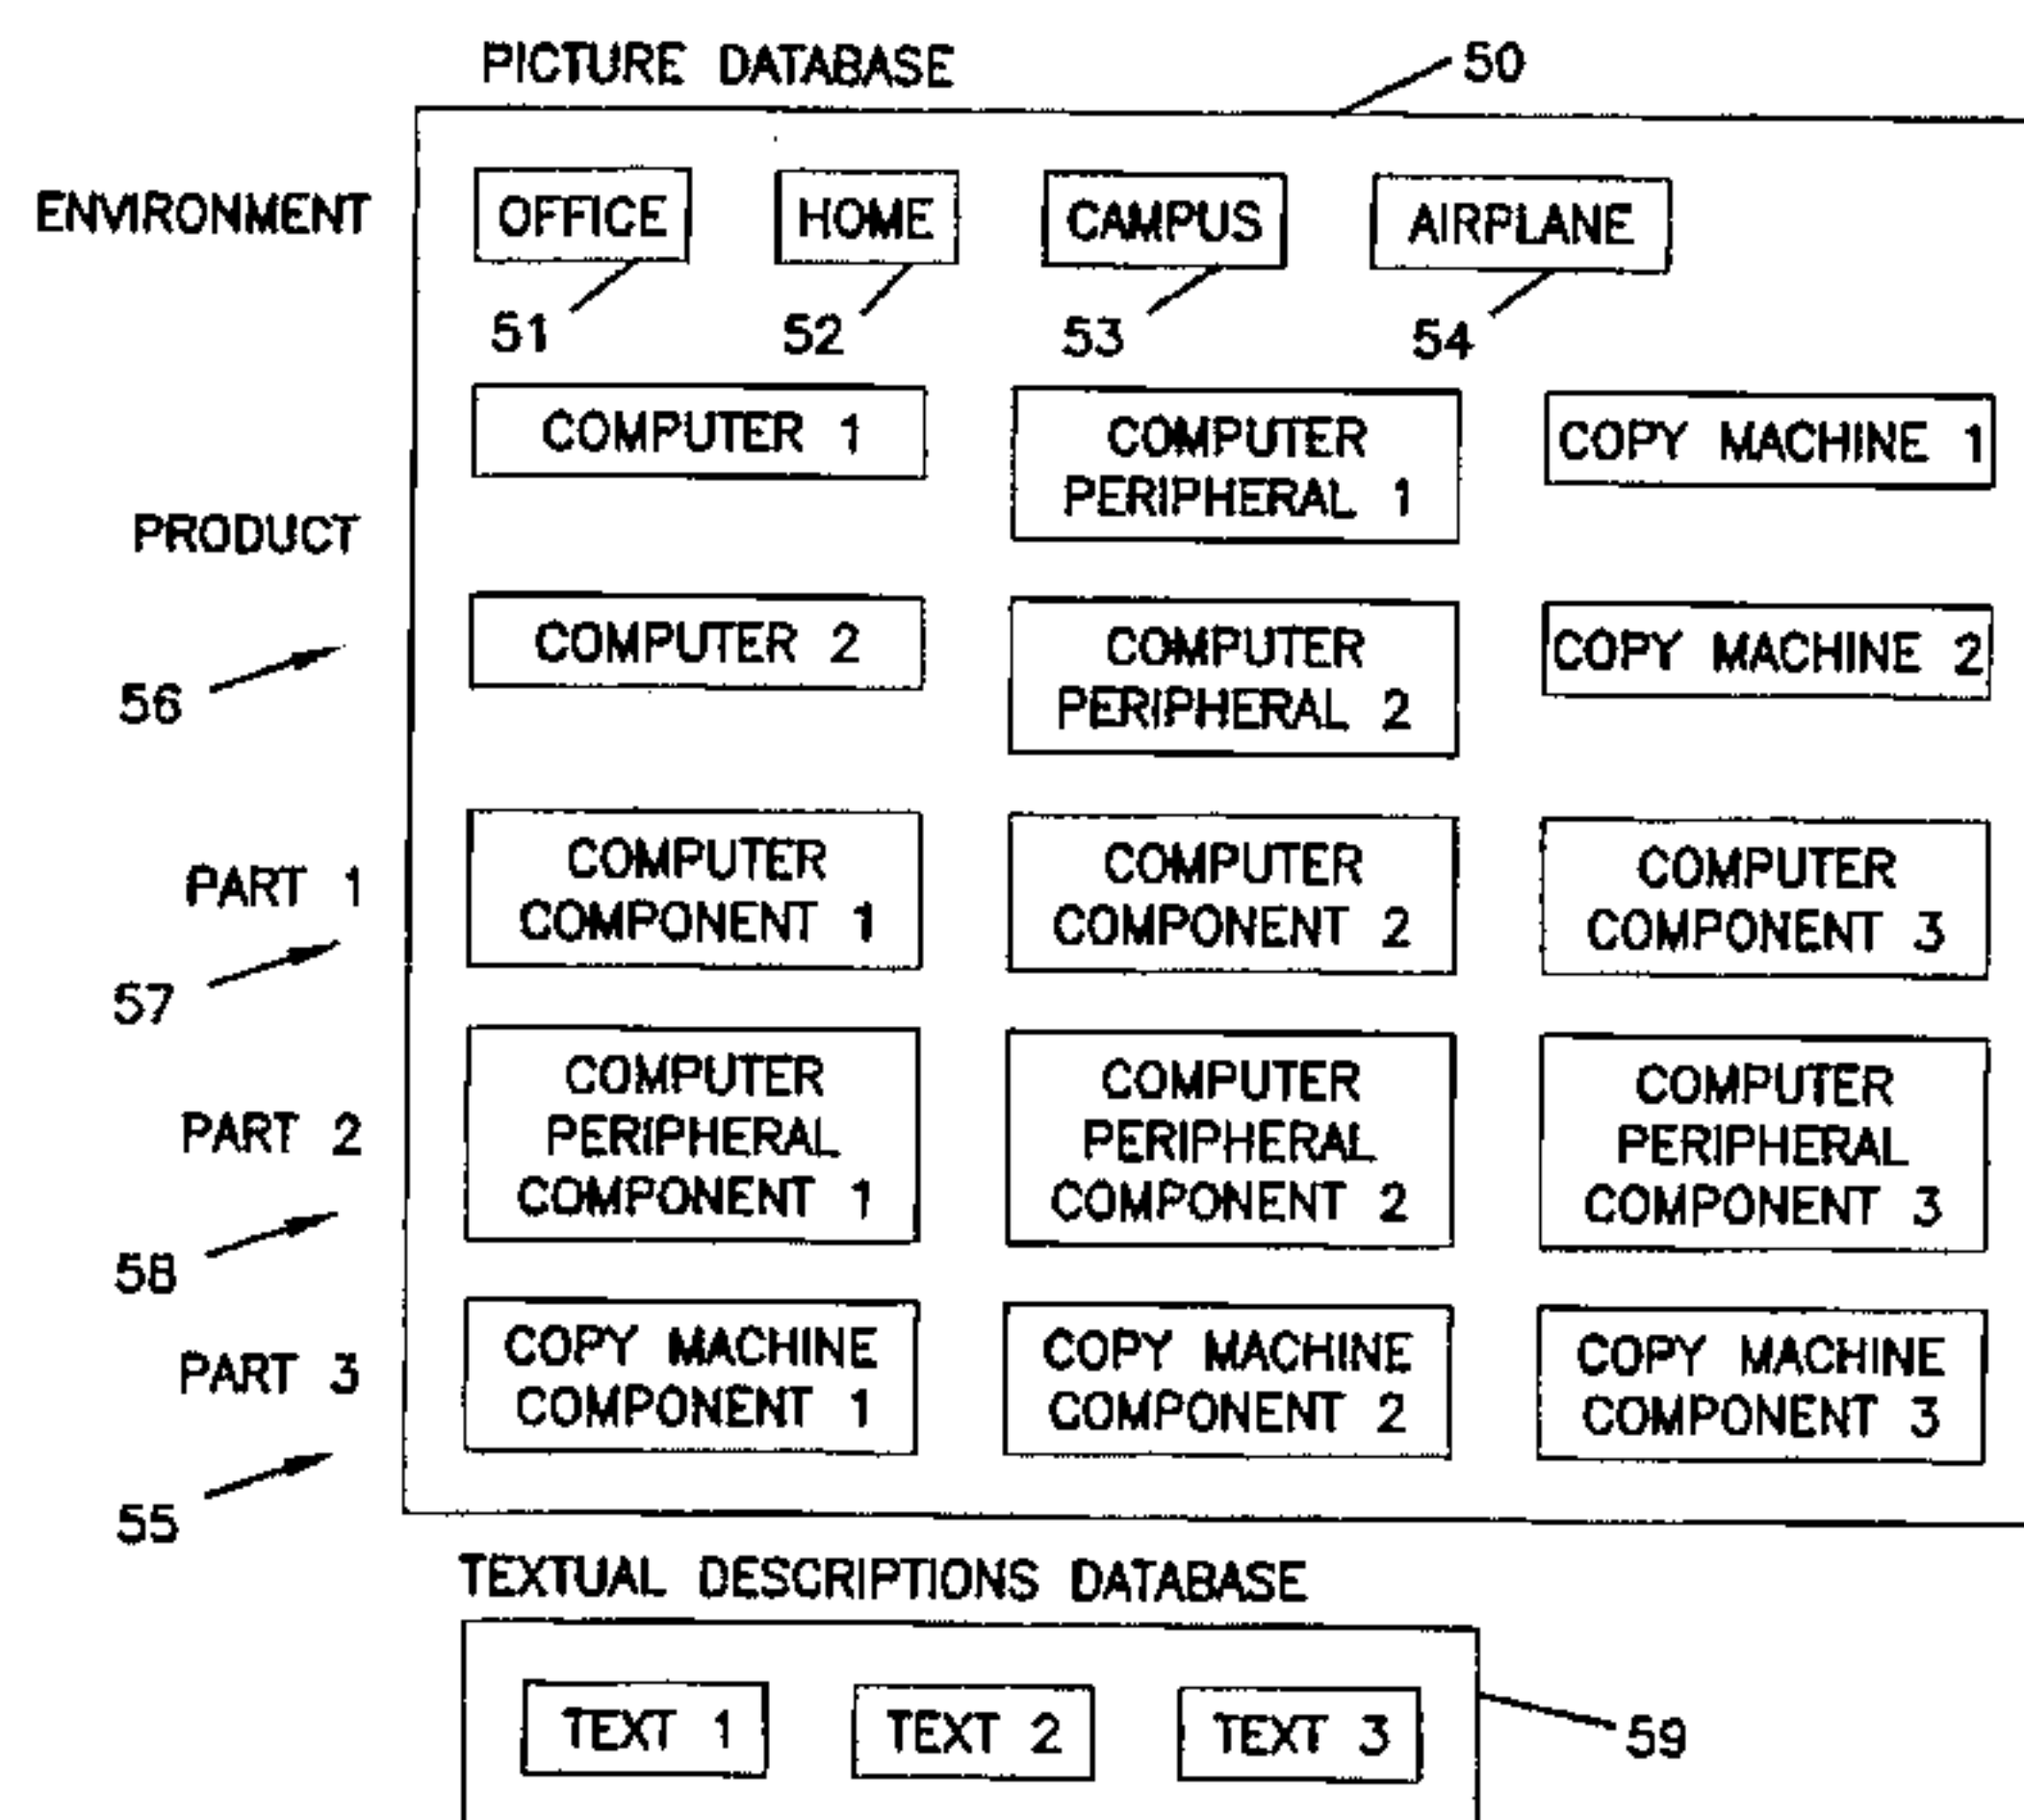 PICTURE DATABASE
50
ENVIRONMENT
OFFICE
HOME
CAMPUS
AIRPLANE
51
52
53
54
PRODUCT
56
COMPUTER 1
COMPUTER
PERIPHERAL 1
COPY MACHINE 1
COMPUTER 2
COMPUTER
PERIPHERAL 2
COPY MACHINE 2
PART 1
57
COMPUTER
COMPONENT 1
COMPUTER
COMPONENT 2
COMPUTER
COMPONENT 3
PART 2
58
COMPUTER
PERIPHERAL
COMPONENT 1
COMPUTER
PERIPHERAL
COMPONENT 2
COMPUTER
PERIPHERAL
COMPONENT 3
PART 3
55
COPY MACHINE
COMPONENT 1
COPY MACHINE
COMPONENT 2
COPY MACHINE
COMPONENT 3
TEXTUAL DESCRIPTIONS DATABASE
TEXT 1
TEXT 2
TEXT 3
59